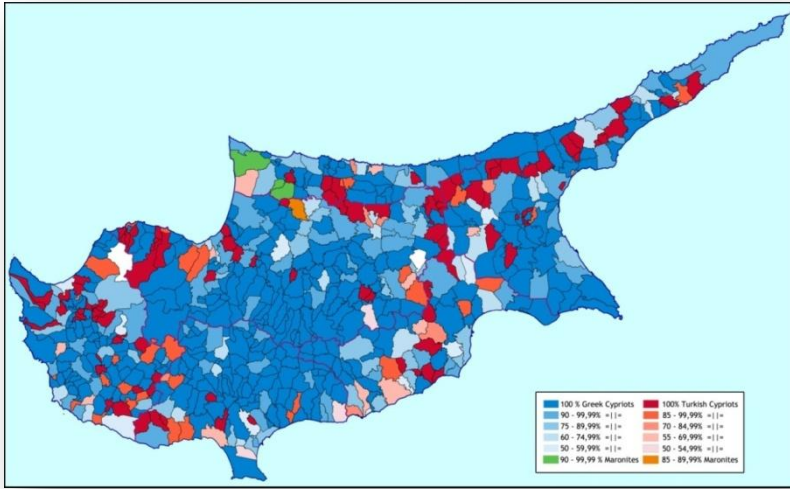 100 % Greek Cypriots
90 - 99,99% =||=
75 - 89,99% =||=
60 - 74,99% =||=
50 - 59,99% =||=
90 - 99,99 % Maronites
100% Turkish Cypriots
85 - 99,99% =||=
70 - 84,99% =||=
55 - 69,99% =||=
50 - 54,99% =||=
85 - 89,99% Maronites